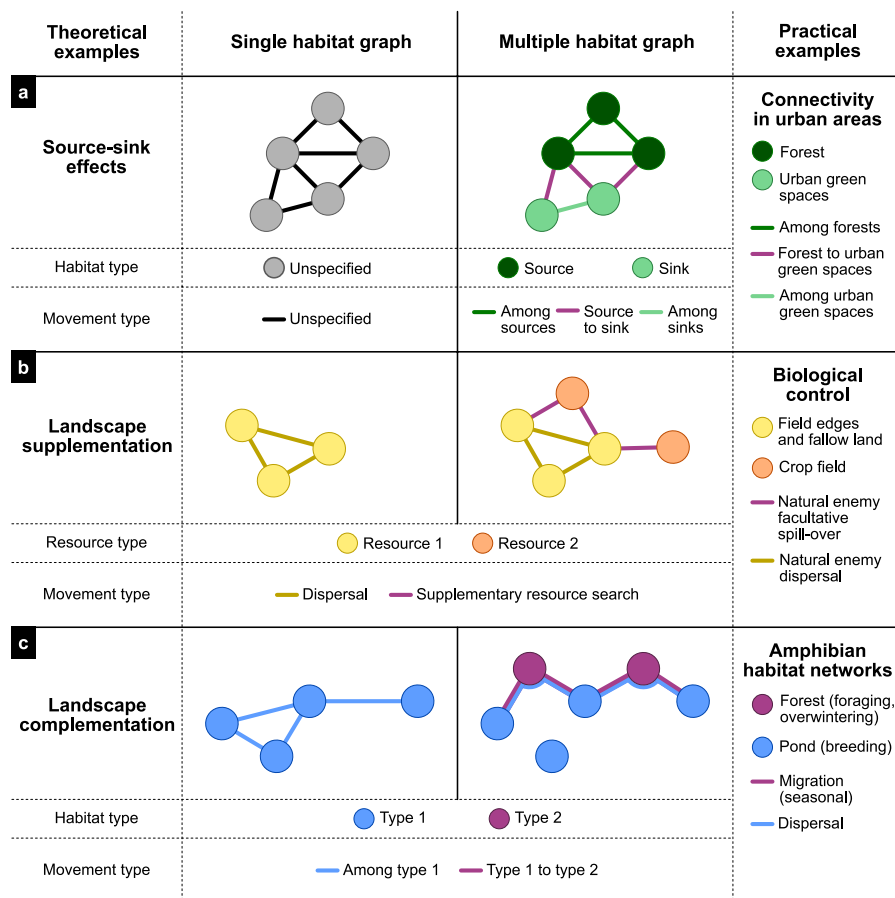 Theoretical
examples
Single habitat graph
Multiple habitat graph
Practical
examples
a
Source-sink
effects
Connectivity
in urban areas
Forest
Urban green
spaces
Among forests
Forest to urban
green spaces
Among urban
green spaces
Habitat type
Unspecified
Source
Sink
Movement type
Unspecified
Among
sources
Source
to sink
Among
sinks
b
Landscape
supplementation
Biological
control
Field edges
and fallow land
Crop field
Natural enemy
facultative
spill-over
Natural enemy
dispersal
Resource type
Resource 1
Resource 2
Movement type
Dispersal
Supplementary resource search
c
Landscape
complementation
Amphibian
habitat networks
Forest (foraging,
overwintering)
Pond (breeding)
Migration
(seasonal)
Dispersal
Habitat type
Type 1
Type 2
Movement type
Among type 1
Type 1 to type 2